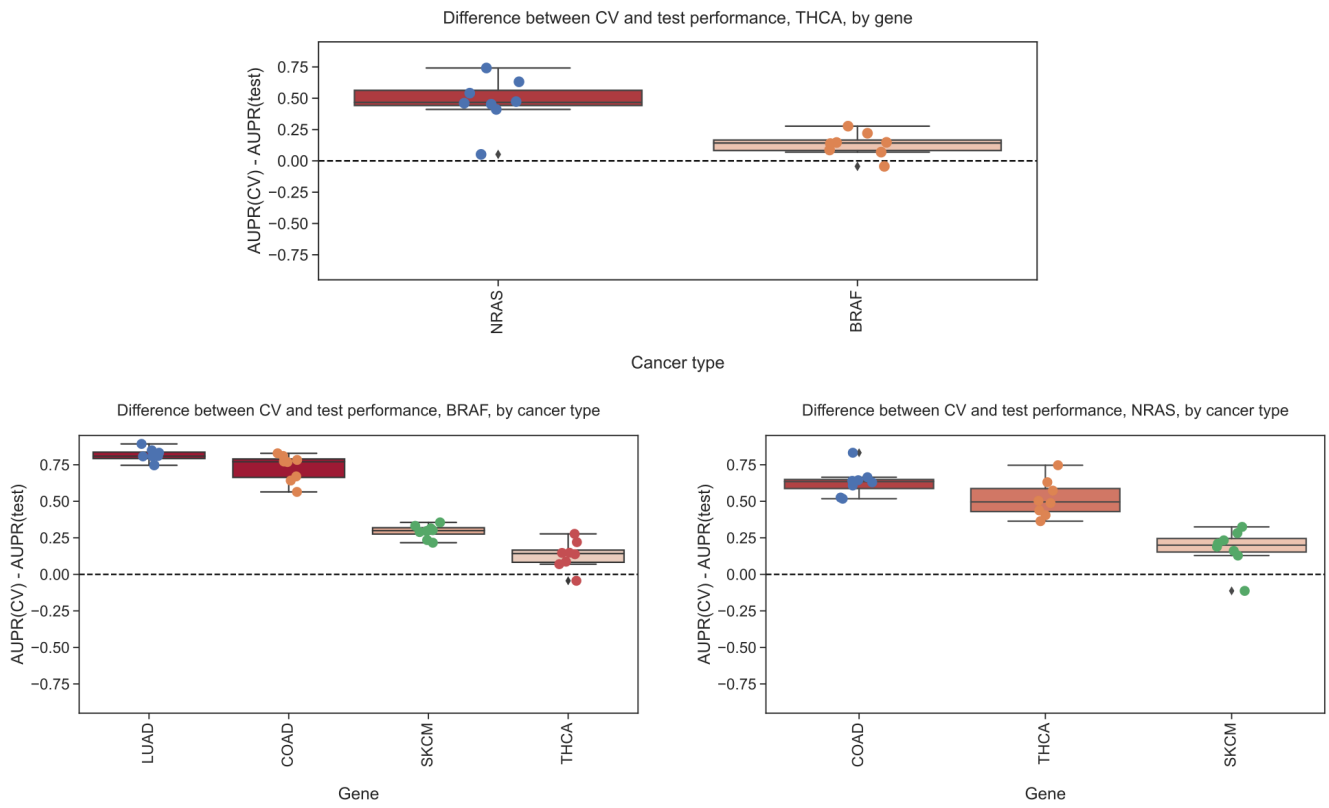 Difference between CV and test performance, THCA, by gene
AUPR(CV) - AUPR(test)
0.75
0.50
0.25
0.00
−0.25
−0.50
−0.75
NRAS
BRAF
Cancer type
Difference between CV and test performance, BRAF, by cancer type
AUPR(CV) - AUPR(test)
0.75
0.50
0.25
0.00
−0.25
−0.50
−0.75
LUAD
COAD
SKCM
THCA
Gene
Difference between CV and test performance, NRAS, by cancer type
AUPR(CV) - AUPR(test)
0.75
0.50
0.25
0.00
−0.25
−0.50
−0.75
COAD
THCA
SKCM
Gene